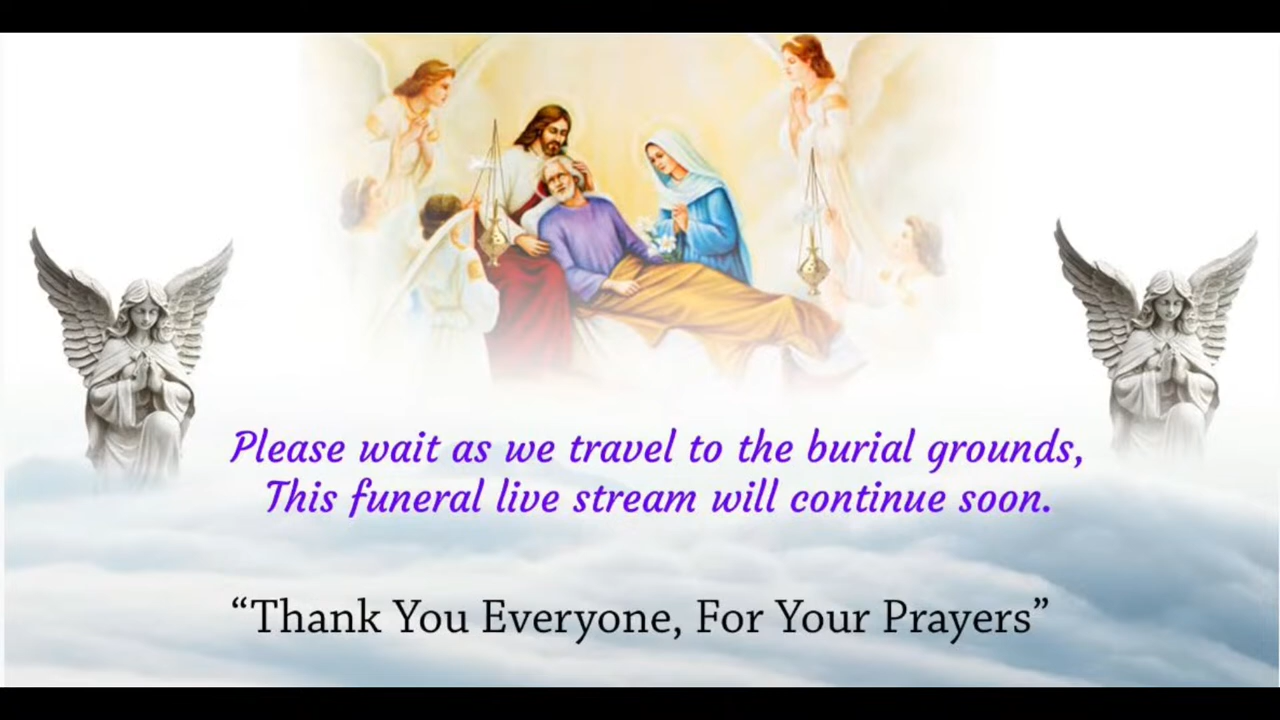 Please wait as we travel to the burial grounds,
This funeral live stream will continue soon.
“Thank You Everyone, For Your Prayers”